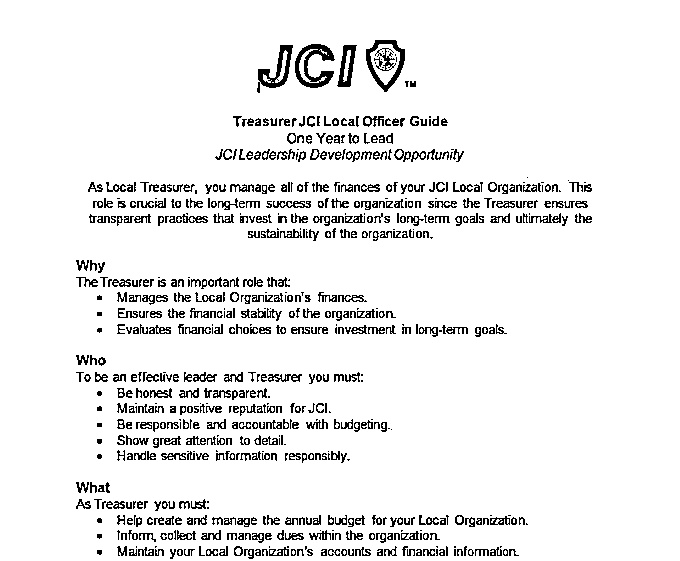 JCI TM
Treasurer JCI Local Officer Guide
One Year to Lead
JCI Leadership Development Opportunity
As Local Treasurer, you manage all of the finances of your JCI Local Organization. This
role is crucial to the long-term success of the organization since the Treasurer ensures
transparent practices that invest in the organization's long-term goals and ultimately the
sustainability of the organization.
Why
The Treasurer is an important role that:
• Manages the Local Organization's finances.
• Ensures the financial stability of the organization.
• Evaluates financial choices to ensure investment in long-term goals.
Who
To be an effective leader and Treasurer you must:
• Be honest and transparent.
• Maintain a positive reputation for JCI.
• Be responsible and accountable with budgeting.
• Show great attention to detail.
• Handle sensitive information responsibly.
What
As Treasurer you must:
• Help create and manage the annual budget for your Local Organization.
• Inform, collect and manage dues within the organization.
• Maintain your Local Organization's accounts and financial information.